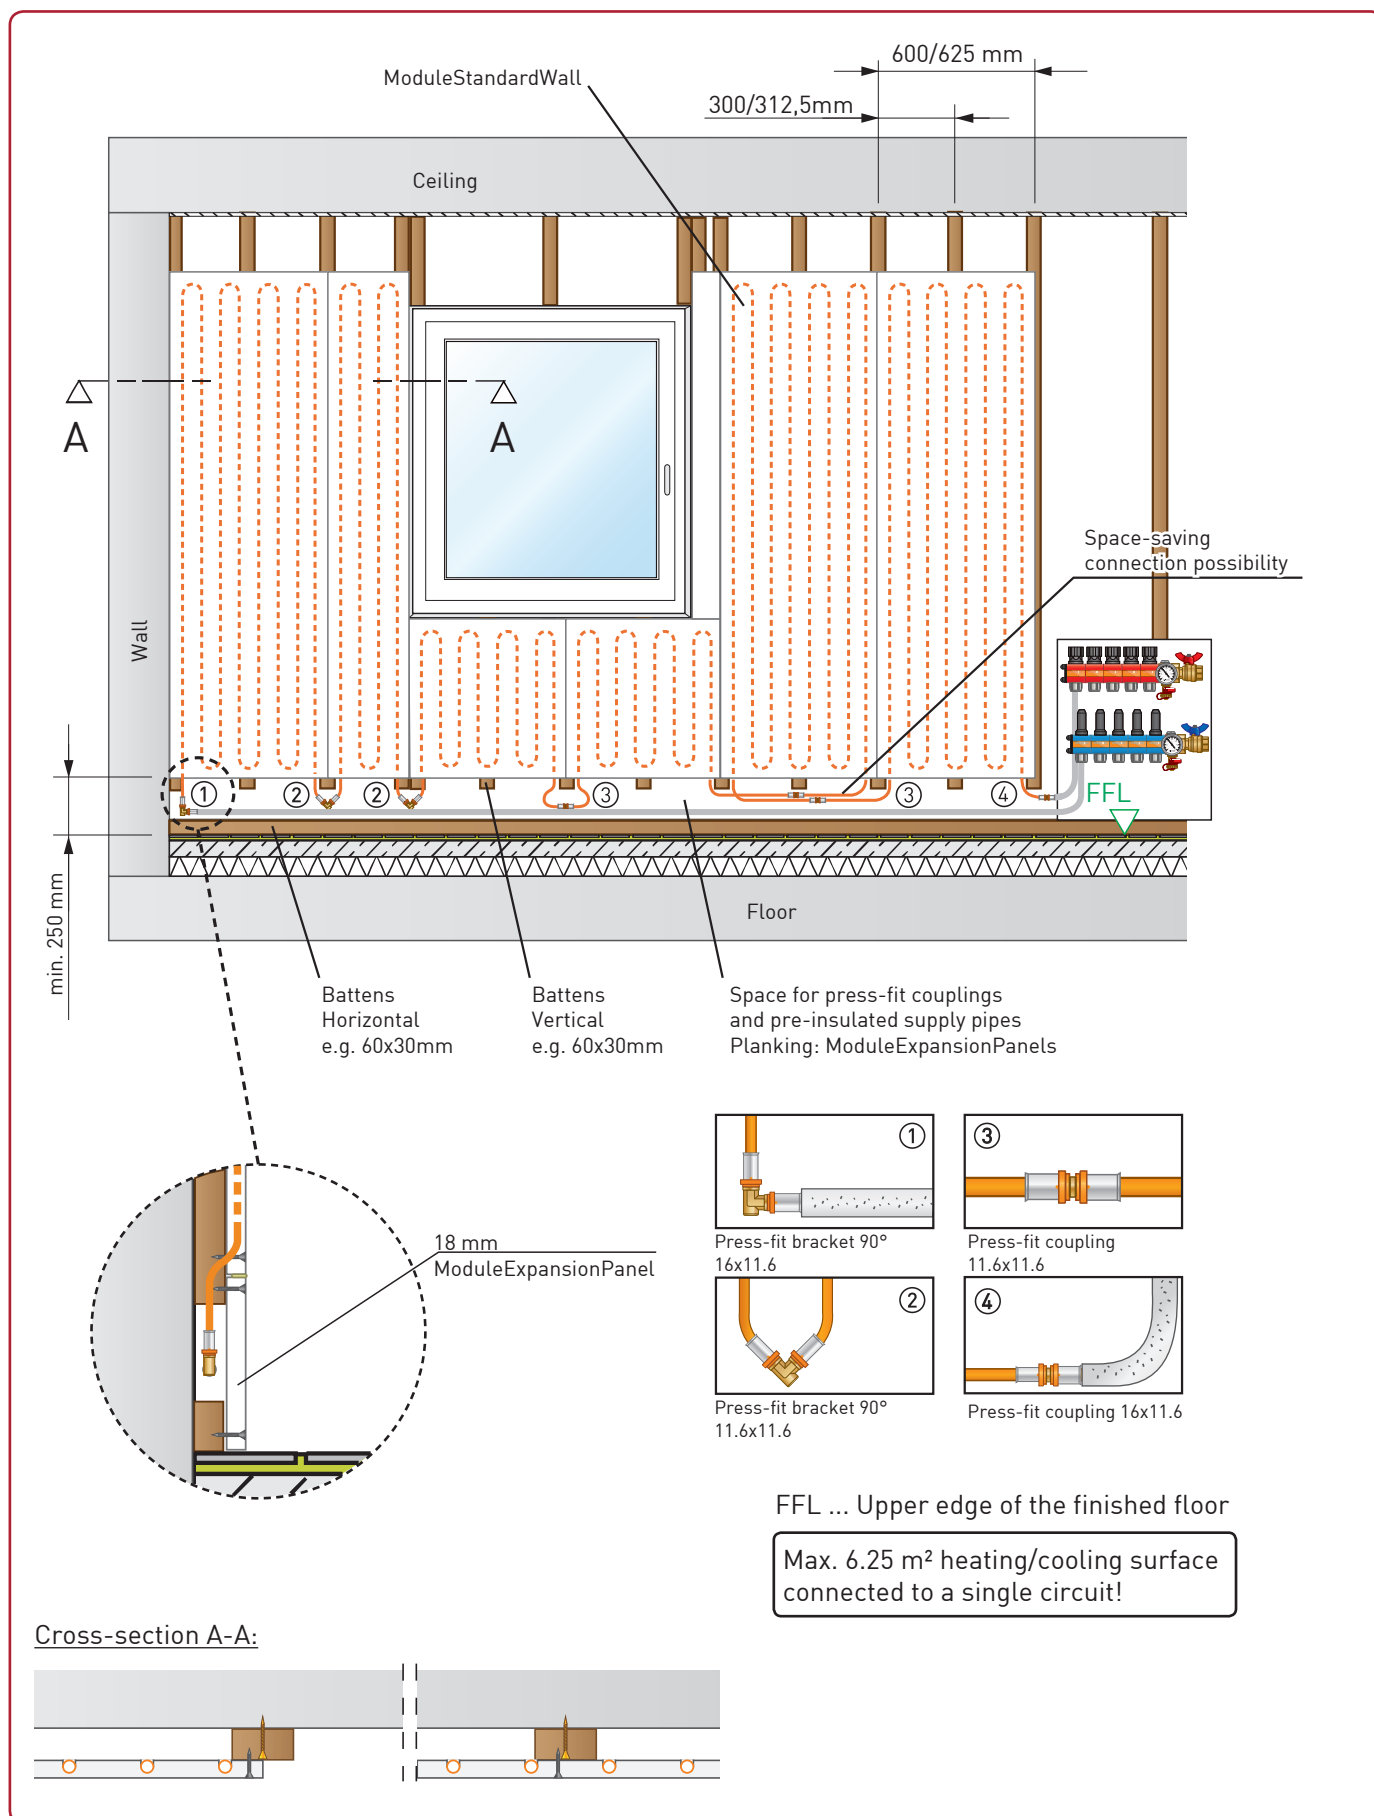 600/625 mm
ModuleStandardWall
300/312,5mm
Ceiling
A
A
Space-saving
connection possibility
Wall
1
2
2
3
3
4
FFL
min. 250 mm
Floor
Battens
Horizontal
e.g. 60x30mm
Battens
Vertical
e.g. 60x30mm
Space for press-fit couplings
and pre-insulated supply pipes
Planking: ModuleExpansionPanels
18 mm
ModuleExpansionPanel
1
Press-fit bracket 90°
16x11.6
3
Press-fit coupling
11.6x11.6
2
Press-fit bracket 90°
11.6x11.6
4
Press-fit coupling 16x11.6
FFL ... Upper edge of the finished floor
Max. 6.25 m² heating/cooling surface
connected to a single circuit!
Cross-section A-A: